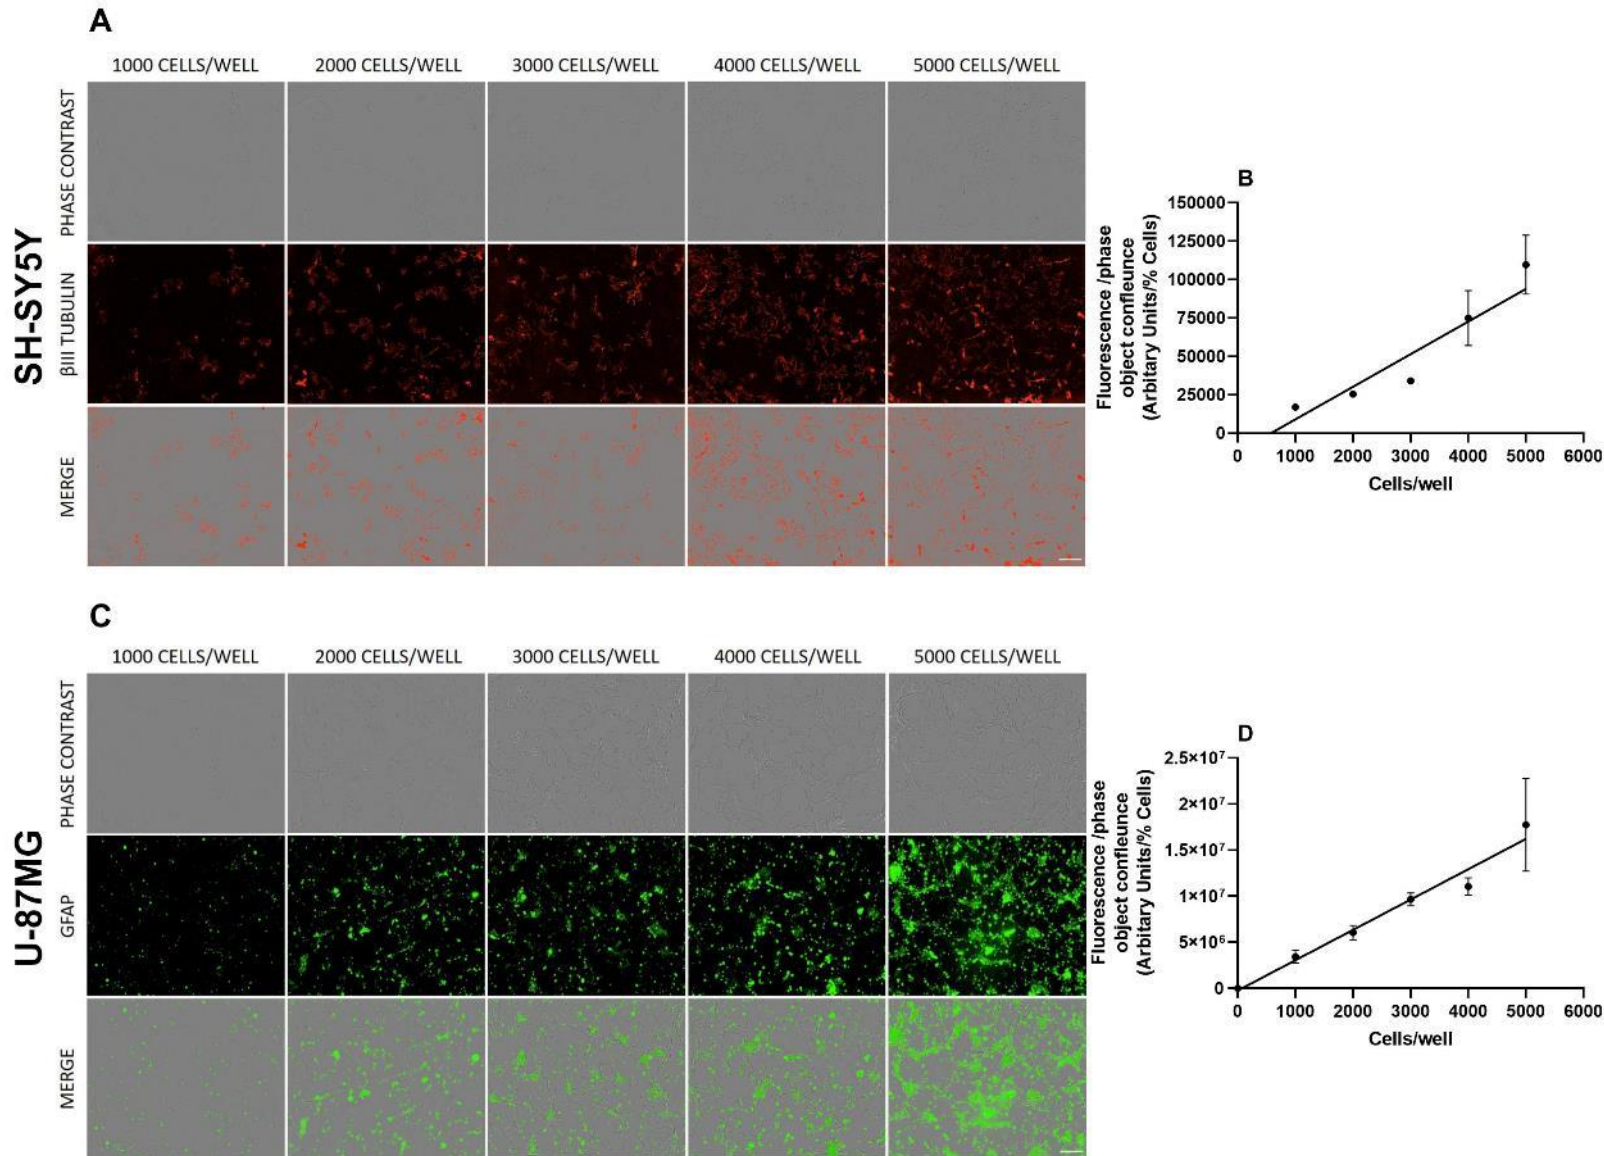 A
1000 CELLS/WELL 2000 CELLS/WELL 3000 CELLS/WELL 4000 CELLS/WELL 5000 CELLS/WELL
SH-SY5Y
PHASE CONTRAST
βIII TUBULIN
MERGE
B
Fluorescence /phase
object confleunce
(Arbitary Units/% Cells)
150000
125000
100000
75000
50000
25000
0
0 1000 2000 3000 4000 5000 6000
Cells/well
C
1000 CELLS/WELL 2000 CELLS/WELL 3000 CELLS/WELL 4000 CELLS/WELL 5000 CELLS/WELL
U-87MG
PHASE CONTRAST
GFAP
MERGE
D
Fluorescence /phase
object confleunce
(Arbitary Units/% Cells)
2.5×10⁷
2×10⁷
1.5×10⁷
1×10⁷
5×10⁶
0
0 1000 2000 3000 4000 5000 6000
Cells/well